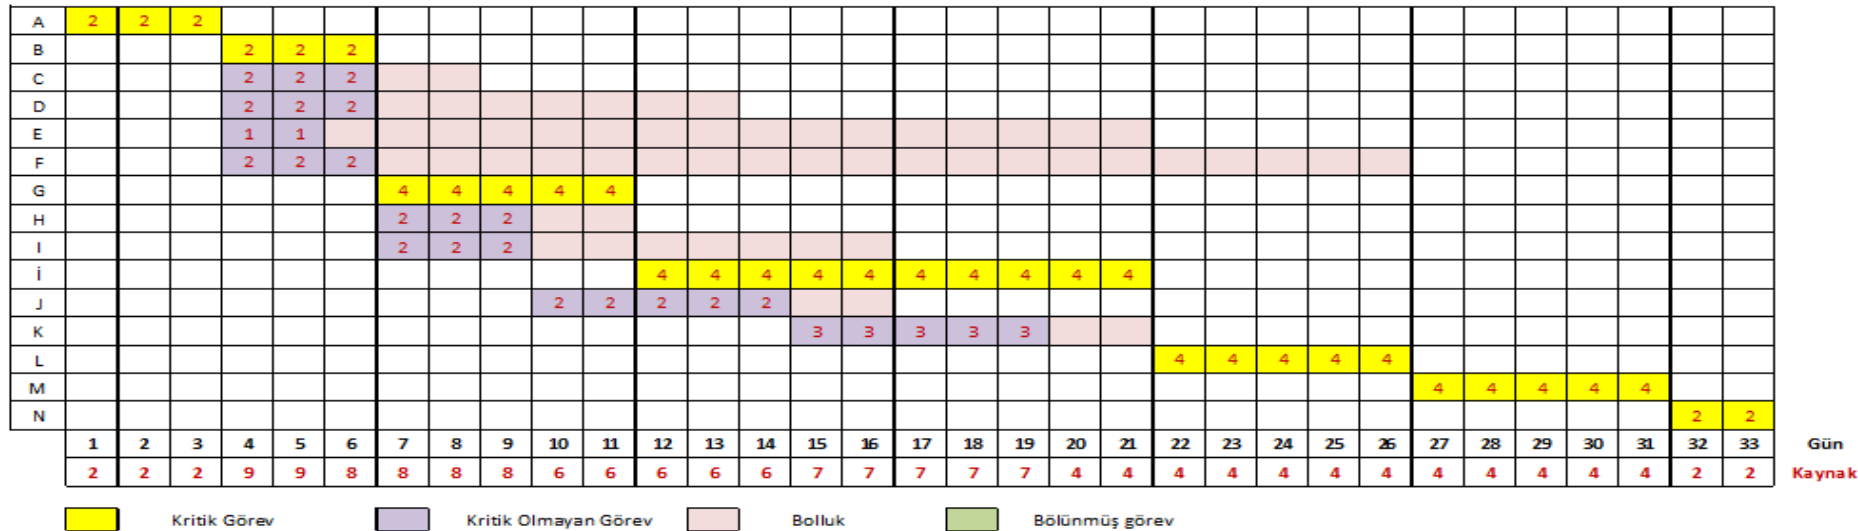 A 2 2 2
B 2 2 2
C 2 2 2
D 2 2 2
E 1 1
F 2 2 2
G 4 4 4 4 4
H 2 2 2
I 2 2 2
İ 4 4 4 4 4 4 4 4 4 4
J 2 2 2 2 2
K 3 3 3 3 3
L 4 4 4 4 4
M 4 4 4 4 4
N 2 2
1 2 3 4 5 6 7 8 9 10 11 12 13 14 15 16 17 18 19 20 21 22 23 24 25 26 27 28 29 30 31 32 33 Gün
2 2 2 9 9 8 8 8 8 6 6 6 6 6 7 7 7 7 7 4 4 4 4 4 4 4 4 4 4 4 4 2 2 Kaynak
Kritik Görev Kritik Olmayan Görev Bolluk Bölünmüş görev